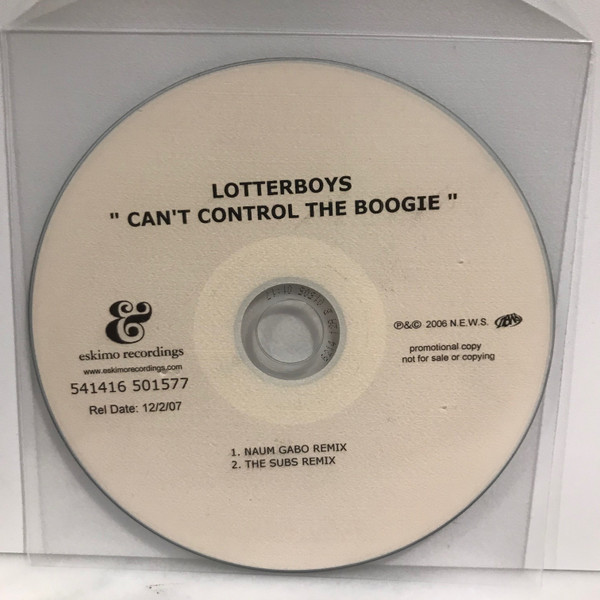 LOTTERBOYS
" CAN'T CONTROL THE BOOGIE "
&
eskimo recordings
www.eskimorecordings.com
541416 501577
Rel Date: 12/2/07
℗&© 2006 N.E.W.S.
promotional copy
not for sale or copying
1. NAUM GABO REMIX
2. THE SUBS REMIX